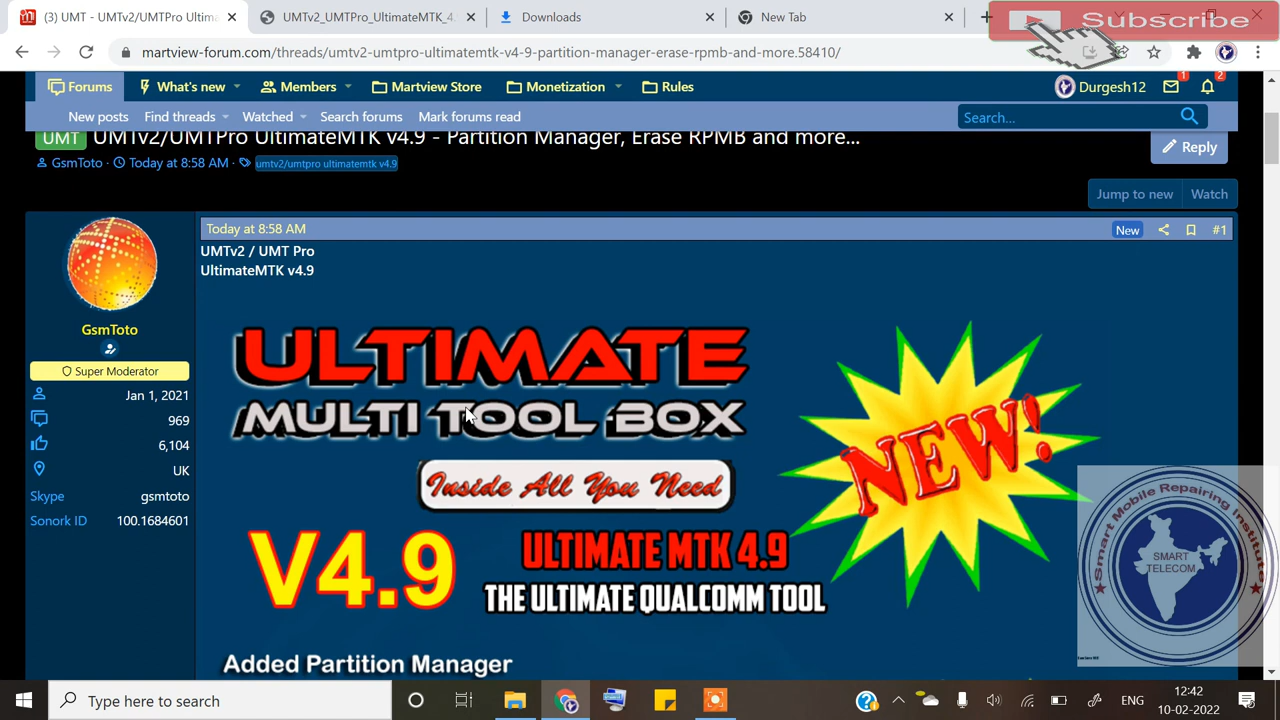 (3) UMT - UMTv2/UMTPro Ultima
UMTv2_UMTPro_UltimateMTK_4
Downloads
New Tab
Subscribe
martview-forum.com/threads/umtv2-umtpro-ultimatemtk-v4-9-partition-manager-erase-rpmb-and-more.58410/
Forums
What's new
Members
Martview Store
Monetization
Rules
Durgesh12
1
2
New posts
Find threads
Watched
Search forums
Mark forums read
Search...
UMT UMTv2/UMTPro UltimateMTK v4.9 - Partition Manager, Erase RPMB and more...
GsmToto
Today at 8:58 AM
umtv2/umtpro ultimatemtk v4.9
Reply
Jump to new
Watch
Today at 8:58 AM
New
#1
UMTv2 / UMT Pro
UltimateMTK v4.9
GsmToto
Super Moderator
Jan 1, 2021
969
6,104
UK
Skype gsmtoto
Sonork ID 100.1684601
ULTIMATE
MULTI TOOL BOX
Inside All You Need
NEW!
V4.9
ULTIMATE MTK 4.9
THE ULTIMATE QUALCOMM TOOL
Added Partition Manager
Smart Mobile Repairing Institute
SMART
TELECOM
Type here to search
ENG
12:42
10-02-2022